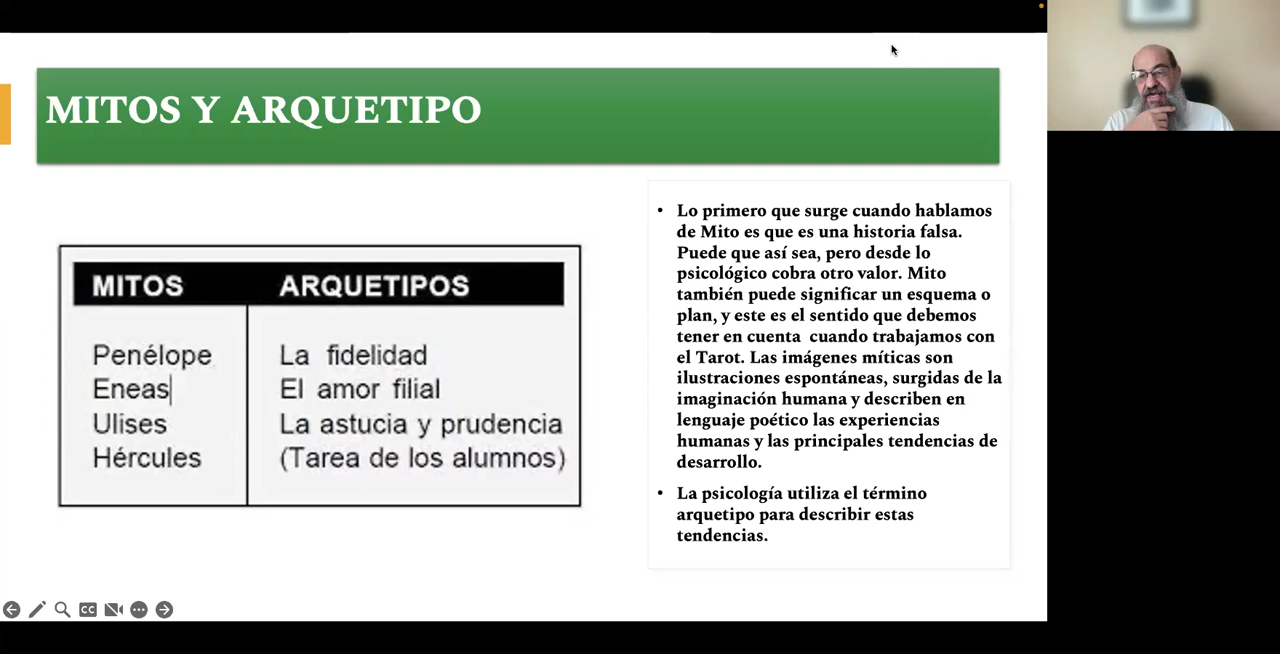 MITOS Y ARQUETIPO
MITOS ARQUETIPOS
Penélope La fidelidad
Eneas El amor filial
Ulises La astucia y prudencia
Hércules (Tarea de los alumnos)
• Lo primero que surge cuando hablamos
de Mito es que es una historia falsa.
Puede que así sea, pero desde lo
psicológico cobra otro valor. Mito
también puede significar un esquema o
plan, y este es el sentido que debemos
tener en cuenta cuando trabajamos con
el Tarot. Las imágenes míticas son
ilustraciones espontáneas, surgidas de la
imaginación humana y describen en
lenguaje poético las experiencias
humanas y las principales tendencias de
desarrollo.
• La psicología utiliza el término
arquetipo para describir estas
tendencias.
CC